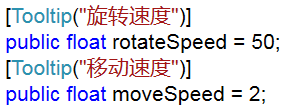 [Tooltip("旋转速度")]
public float rotateSpeed = 50;
[Tooltip("移动速度")]
public float moveSpeed = 2;